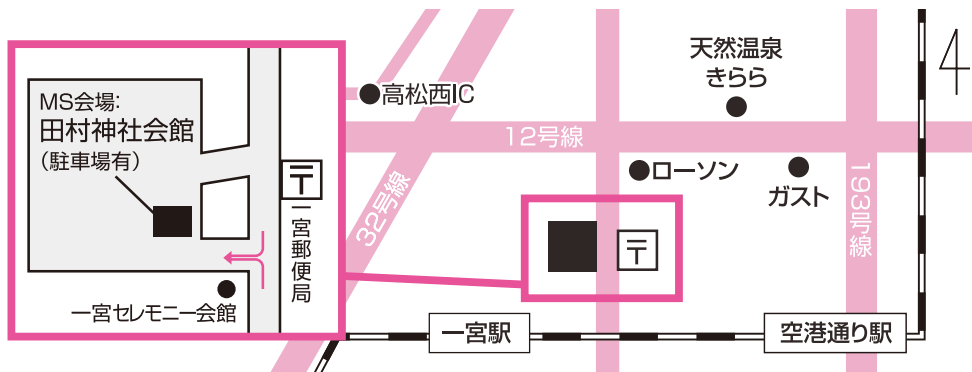 MS会場:
田村神社会館
(駐車場有)
〒
一宮郵便局
一宮セレモニー会館
高松西IC
32号線
12号線
天然温泉
きらら
ローソン
ガスト
193号線
〒
一宮駅
空港通り駅